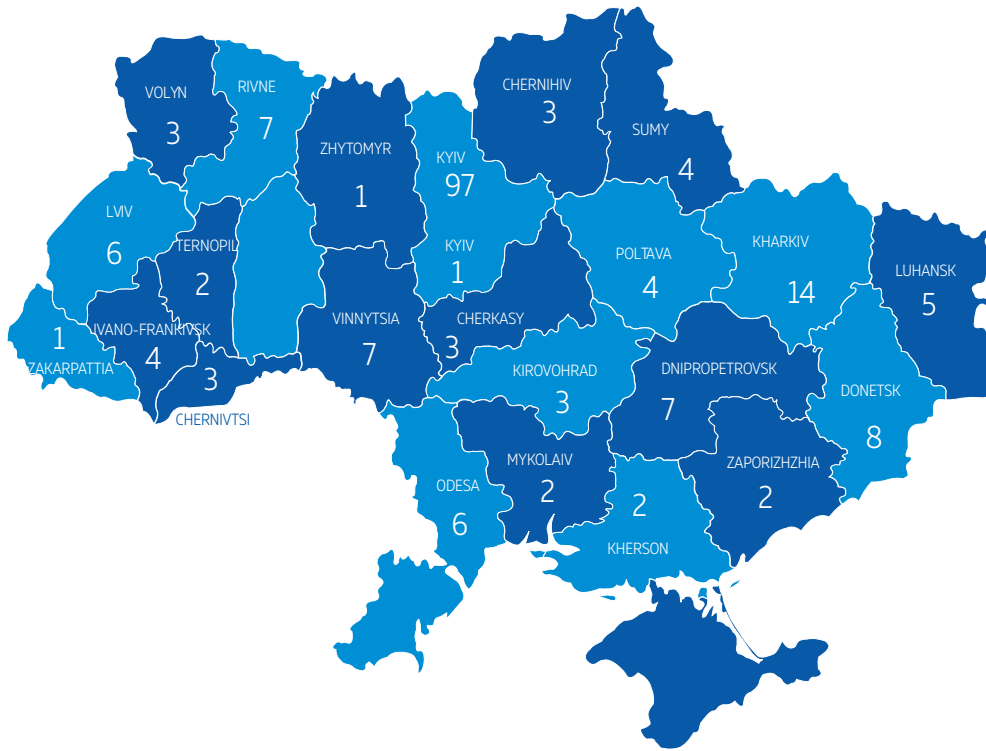 VOLYN
3
RIVNE
7
ZHYTOMYR
1
KYIV
97
KYIV
1
CHERNIHIV
3
SUMY
4
LVIV
6
TERNOPIL
2
VINNYTSIA
7
CHERKASY
3
POLTAVA
4
KHARKIV
14
LUHANSK
5
1
ZAKARPATTIA
IVANO-FRANKIVSK
4
3
CHERNIVTSI
KIROVOHRAD
3
DNIPROPETROVSK
7
DONETSK
8
ODESA
6
MYKOLAIV
2
2
KHERSON
ZAPORIZHZHIA
2